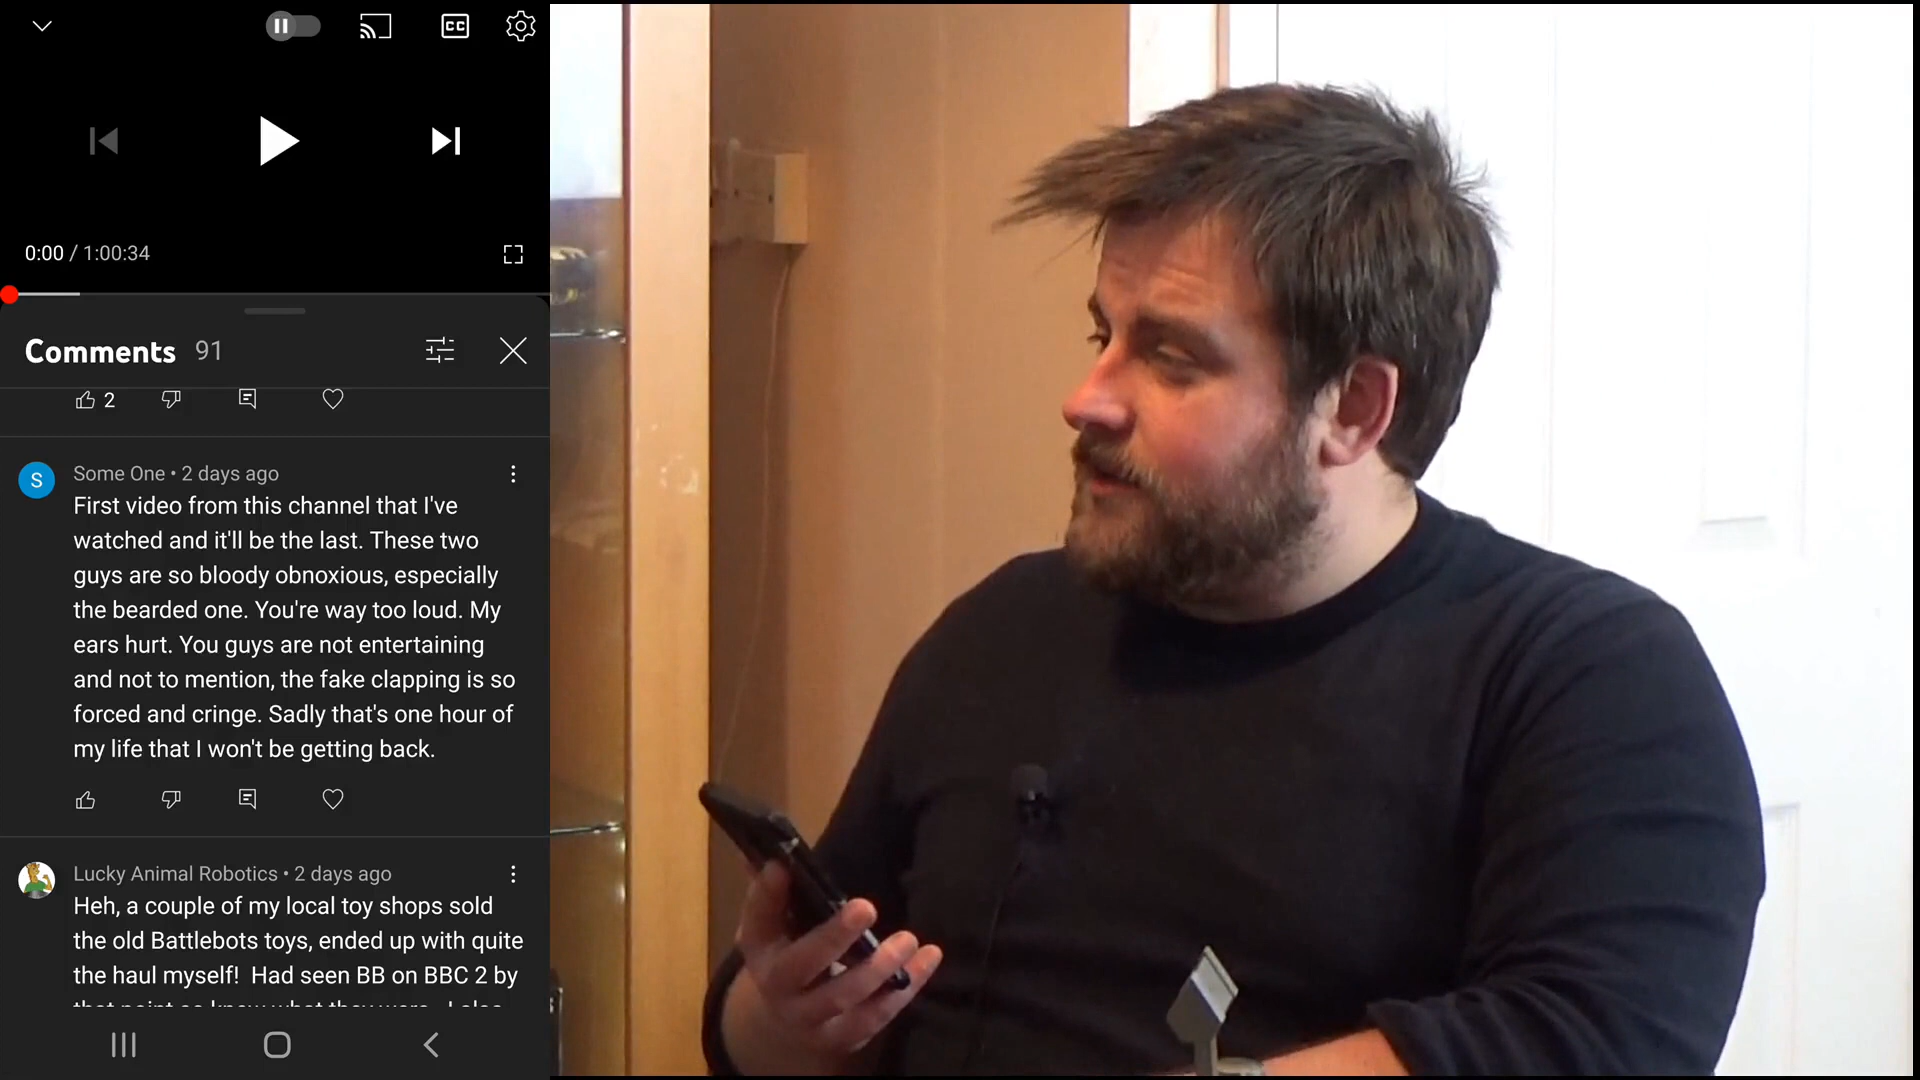 CC
0:00 / 1:00:34
Comments 91
2
S
Some One • 2 days ago
First video from this channel that I've
watched and it'll be the last. These two
guys are so bloody obnoxious, especially
the bearded one. You're way too loud. My
ears hurt. You guys are not entertaining
and not to mention, the fake clapping is so
forced and cringe. Sadly that's one hour of
my life that I won't be getting back.
Lucky Animal Robotics • 2 days ago
Heh, a couple of my local toy shops sold
the old Battlebots toys, ended up with quite
the haul myself!  Had seen BB on BBC 2 by